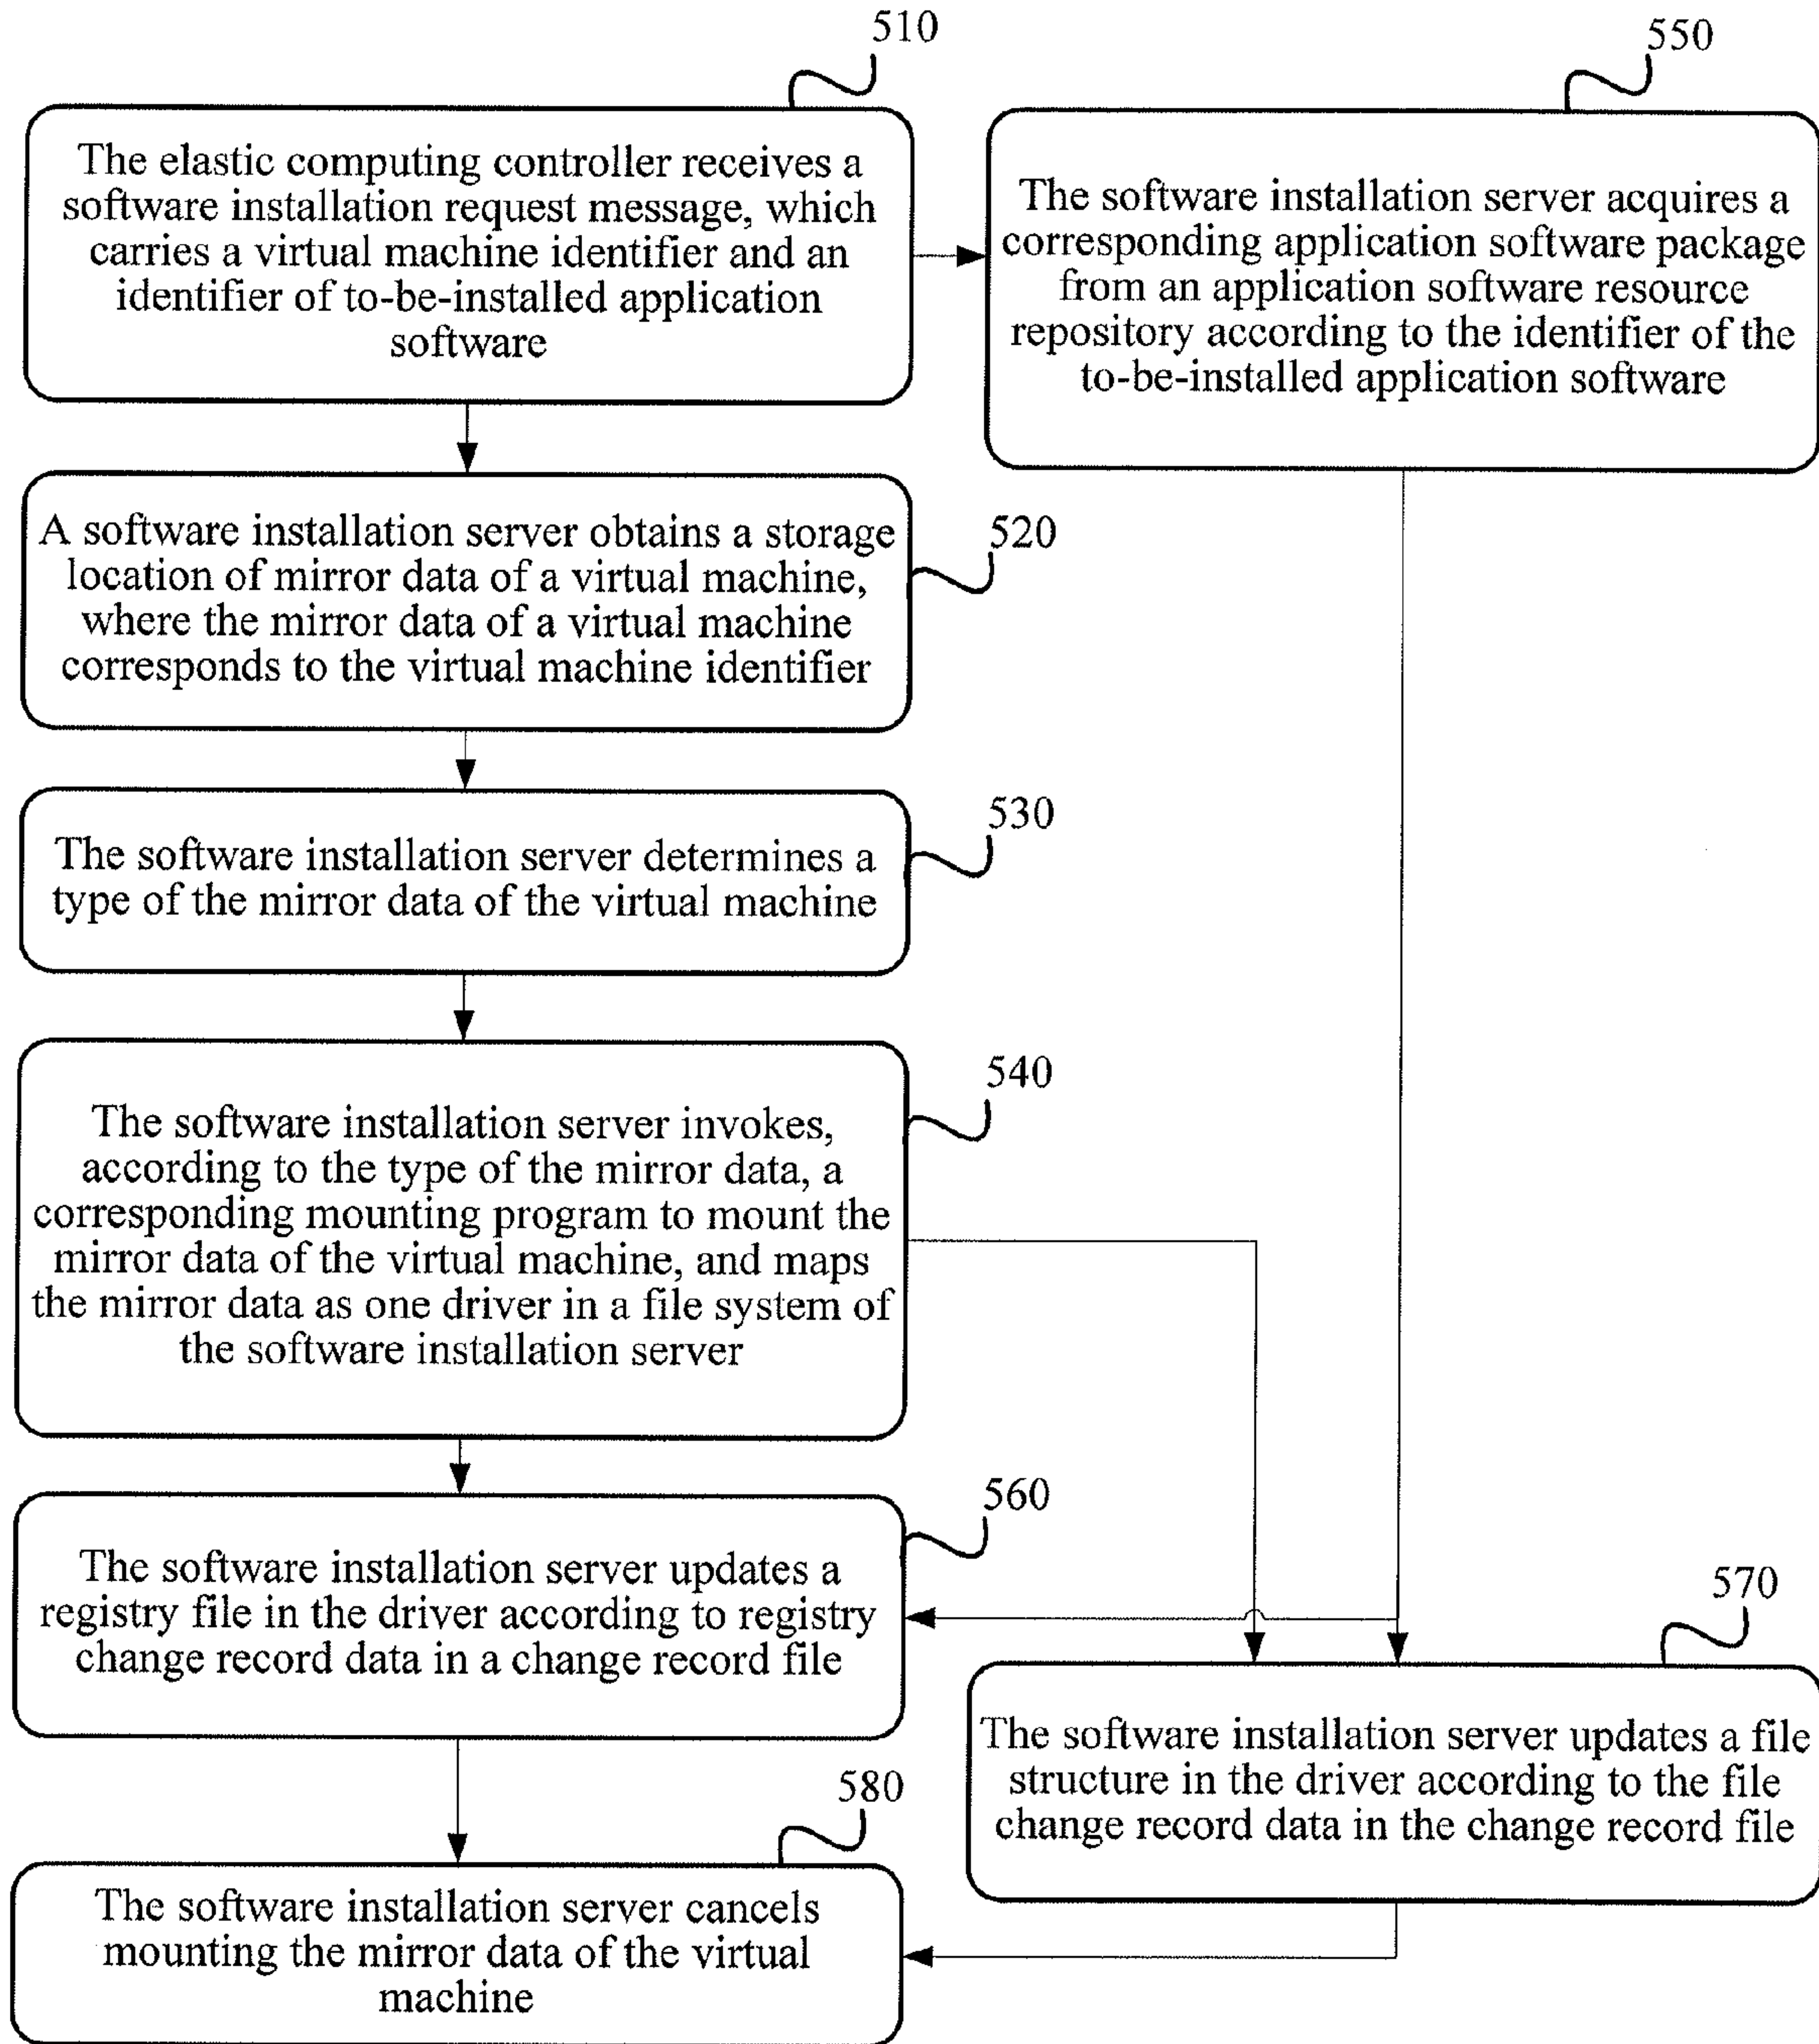 510
The elastic computing controller receives a
software installation request message, which
carries a virtual machine identifier and an
identifier of to-be-installed application
software
550
The software installation server acquires a
corresponding application software package
from an application software resource
repository according to the identifier of the
to-be-installed application software
520
A software installation server obtains a storage
location of mirror data of a virtual machine,
where the mirror data of a virtual machine
corresponds to the virtual machine identifier
530
The software installation server determines a
type of the mirror data of the virtual machine
540
The software installation server invokes,
according to the type of the mirror data, a
corresponding mounting program to mount the
mirror data of the virtual machine, and maps
the mirror data as one driver in a file system of
the software installation server
560
The software installation server updates a
registry file in the driver according to registry
change record data in a change record file
570
The software installation server updates a file
structure in the driver according to the file
change record data in the change record file
580
The software installation server cancels
mounting the mirror data of the virtual
machine